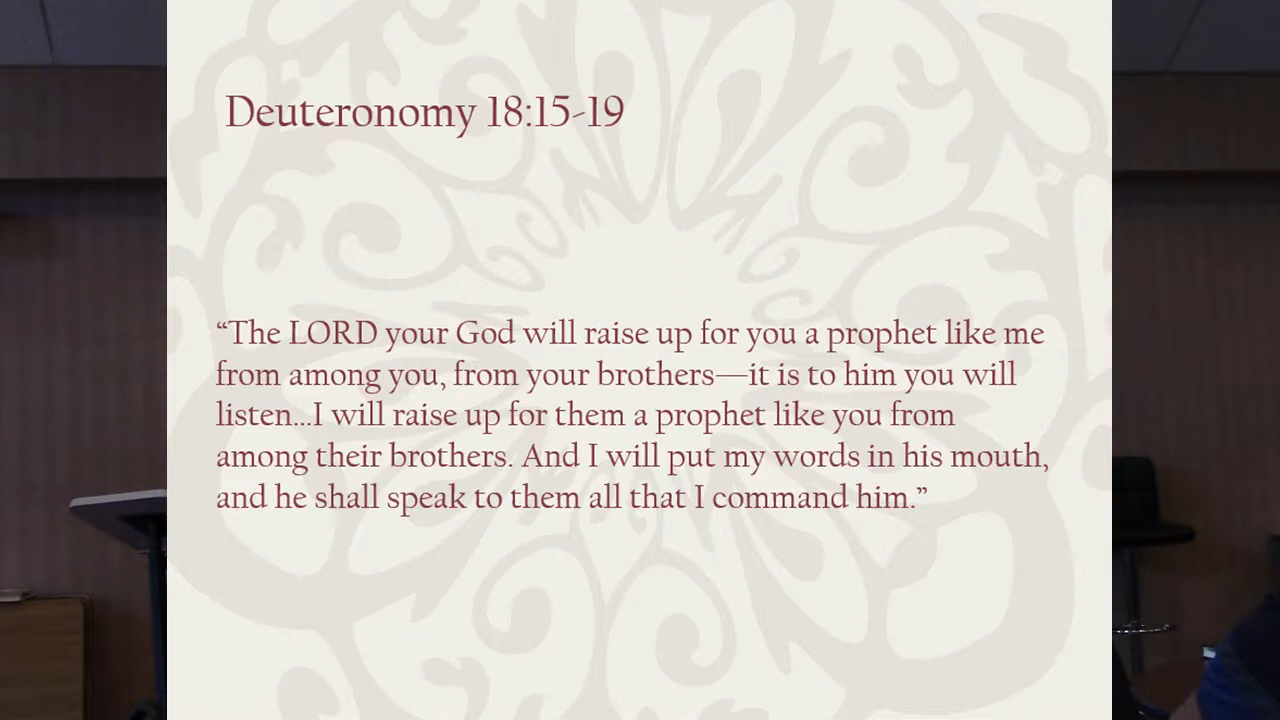 Deuteronomy 18:15-19
“The LORD your God will raise up for you a prophet like me
from among you, from your brothers—it is to him you will
listen...I will raise up for them a prophet like you from
among their brothers. And I will put my words in his mouth,
and he shall speak to them all that I command him.”